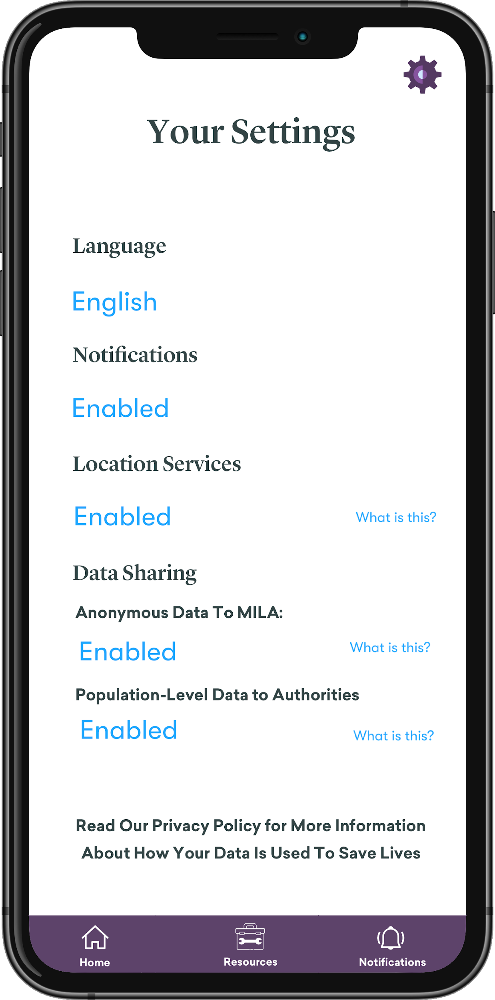 Your Settings
Language
English
Notifications
Enabled
Location Services
Enabled
What is this?
Data Sharing
Anonymous Data To MILA:
Enabled
What is this?
Population-Level Data to Authorities
Enabled
What is this?
Read Our Privacy Policy for More Information
About How Your Data Is Used To Save Lives
Home
Resources
Notifications